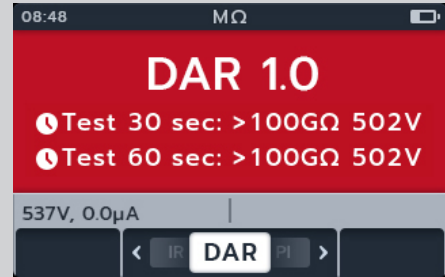 08:48 MΩ
DAR 1.0
Test 30 sec: >100GΩ 502V
Test 60 sec: >100GΩ 502V
537V, 0.0µA
< IR DAR PI >